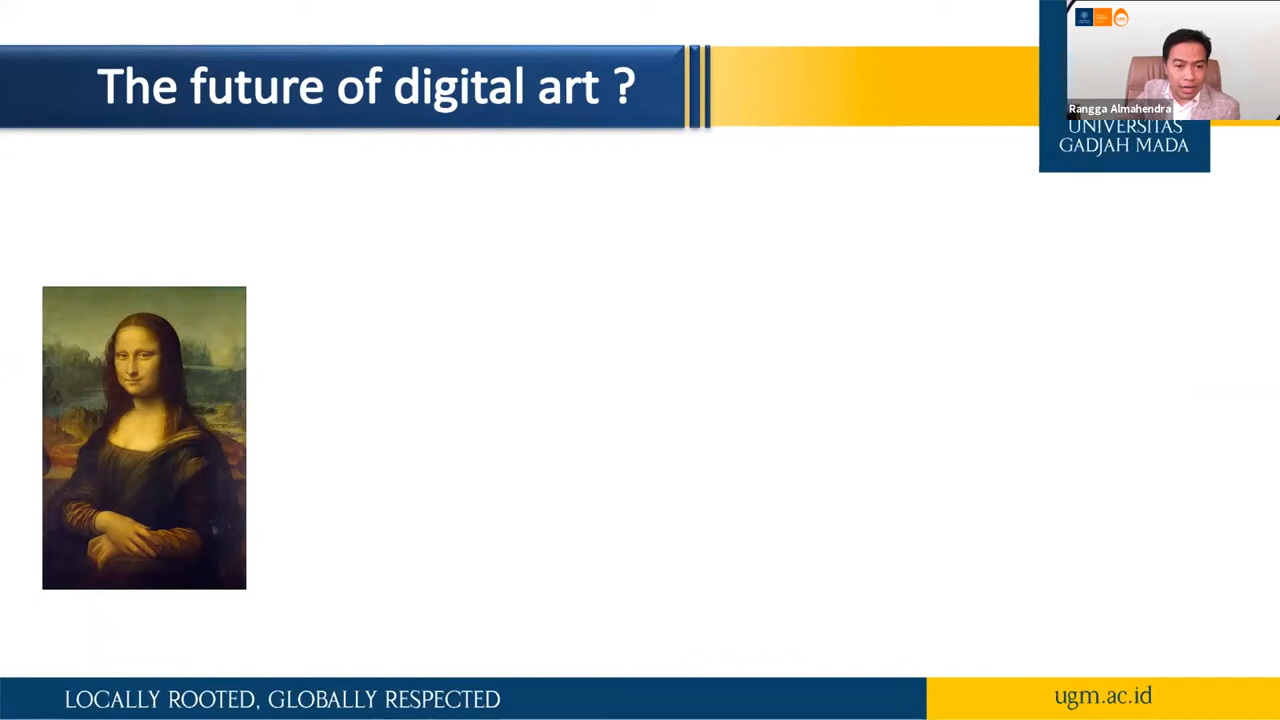 The future of digital art ?
Rangga Almahendra
UNIVERSITAS
GADJAH MADA
LOCALLY ROOTED, GLOBALLY RESPECTED
ugm.ac.id